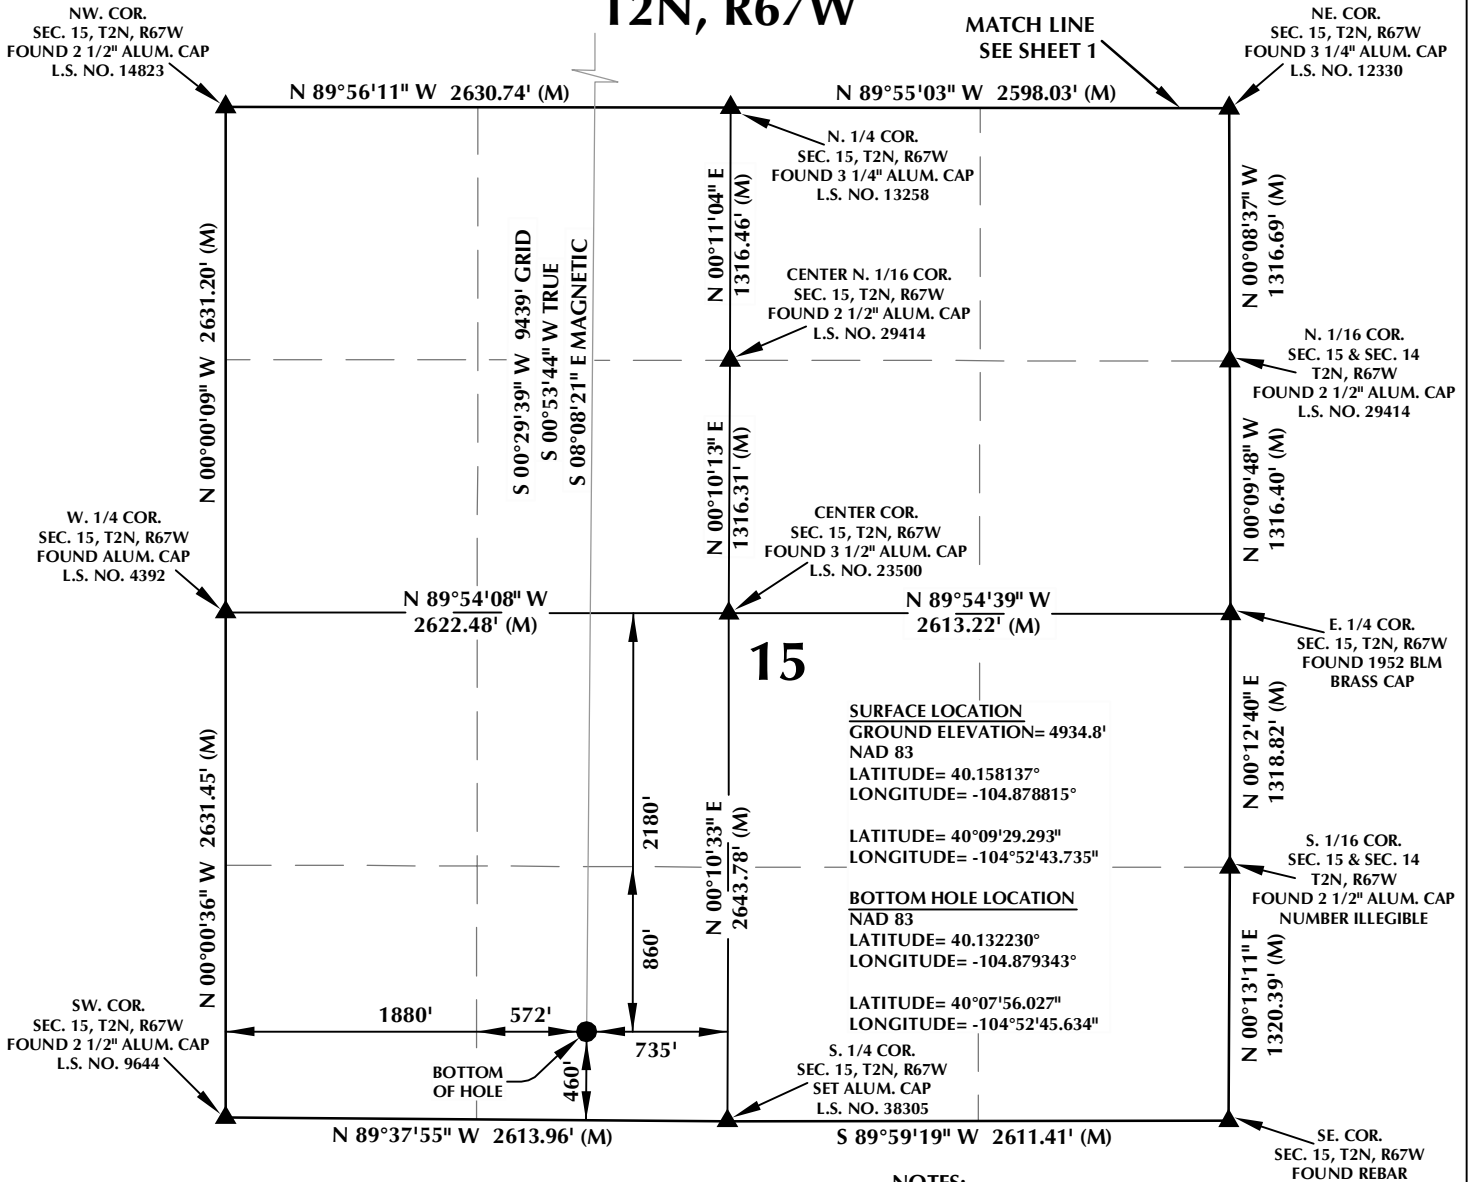 T2N, R67W
NW. COR.
SEC. 15, T2N, R67W
FOUND 2 1/2" ALUM. CAP
L.S. NO. 14823
MATCH LINE
SEE SHEET 1
NE. COR.
SEC. 15, T2N, R67W
FOUND 3 1/4" ALUM. CAP
L.S. NO. 12330
N 89°56'11" W 2630.74' (M)
N 89°55'03" W 2598.03' (M)
N. 1/4 COR.
SEC. 15, T2N, R67W
FOUND 3 1/4" ALUM. CAP
L.S. NO. 13258
N 00°00'09" W 2631.20' (M)
S 00°29'39" W 9439' GRID
S 00°53'44" W TRUE
S 08°08'21" E MAGNETIC
N 00°11'04" E
1316.46' (M)
N 00°08'37" W
1316.69' (M)
CENTER N. 1/16 COR.
SEC. 15, T2N, R67W
FOUND 2 1/2" ALUM. CAP
L.S. NO. 29414
N. 1/16 COR.
SEC. 15 & SEC. 14
T2N, R67W
FOUND 2 1/2" ALUM. CAP
L.S. NO. 29414
N 00°10'13" E
1316.31' (M)
N 00°09'48" W
1316.40' (M)
W. 1/4 COR.
SEC. 15, T2N, R67W
FOUND ALUM. CAP
L.S. NO. 4392
CENTER COR.
SEC. 15, T2N, R67W
FOUND 3 1/2" ALUM. CAP
L.S. NO. 23500
N 89°54'08" W
2622.48' (M)
N 89°54'39" W
2613.22' (M)
E. 1/4 COR.
SEC. 15, T2N, R67W
FOUND 1952 BLM
BRASS CAP
15
SURFACE LOCATION
GROUND ELEVATION= 4934.8'
NAD 83
LATITUDE= 40.158137°
LONGITUDE= -104.878815°
LATITUDE= 40°09'29.293"
LONGITUDE= -104°52'43.735"
BOTTOM HOLE LOCATION
NAD 83
LATITUDE= 40.132230°
LONGITUDE= -104.879343°
LATITUDE= 40°07'56.027"
LONGITUDE= -104°52'45.634"
N 00°00'36" W 2631.45' (M)
2180'
860'
N 00°10'33" E
2643.78' (M)
N 00°12'40" E
1318.82' (M)
S. 1/16 COR.
SEC. 15 & SEC. 14
T2N, R67W
FOUND 2 1/2" ALUM. CAP
NUMBER ILLEGIBLE
N 00°13'11" E
1320.39' (M)
SW. COR.
SEC. 15, T2N, R67W
FOUND 2 1/2" ALUM. CAP
L.S. NO. 9644
1880'
572'
735'
460'
BOTTOM
OF HOLE
S. 1/4 COR.
SEC. 15, T2N, R67W
SET ALUM. CAP
L.S. NO. 38305
N 89°37'55" W 2613.96' (M)
S 89°59'19" W 2611.41' (M)
SE. COR.
SEC. 15, T2N, R67W
FOUND REBAR
NOTES: